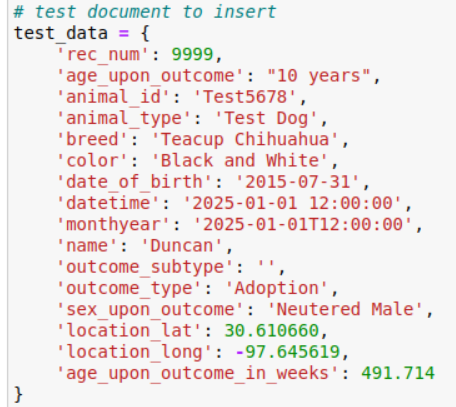 # test document to insert
test_data = {
    'rec_num': 9999,
    'age_upon_outcome': "10 years",
    'animal_id': 'Test5678',
    'animal_type': 'Test Dog',
    'breed': 'Teacup Chihuahua',
    'color': 'Black and White',
    'date_of_birth': '2015-07-31',
    'datetime': '2025-01-01 12:00:00',
    'monthyear': '2025-01-01T12:00:00',
    'name': 'Duncan',
    'outcome_subtype': '',
    'outcome_type': 'Adoption',
    'sex_upon_outcome': 'Neutered Male',
    'location_lat': 30.610660,
    'location_long': -97.645619,
    'age_upon_outcome_in_weeks': 491.714
}